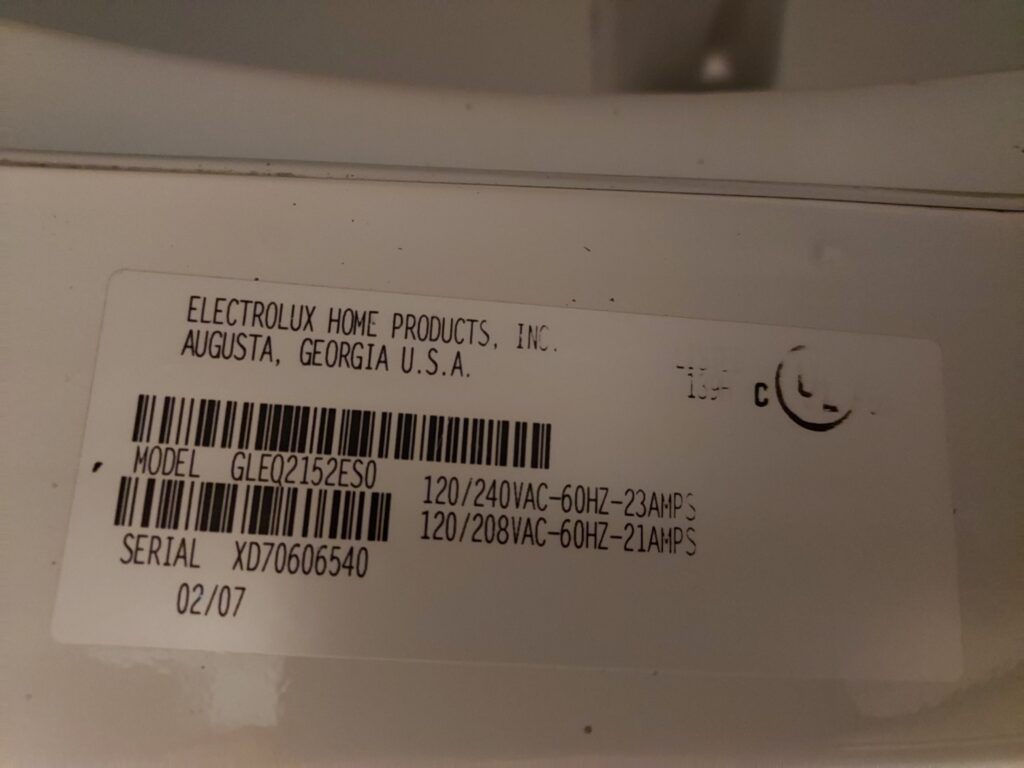 ELECTROLUX HOME PRODUCTS, INC.
AUGUSTA, GEORGIA U.S.A.
C UL
MODEL GLEQ2152ES0
120/240VAC-60HZ-23AMPS
120/208VAC-60HZ-21AMPS
SERIAL XD70606540
02/07